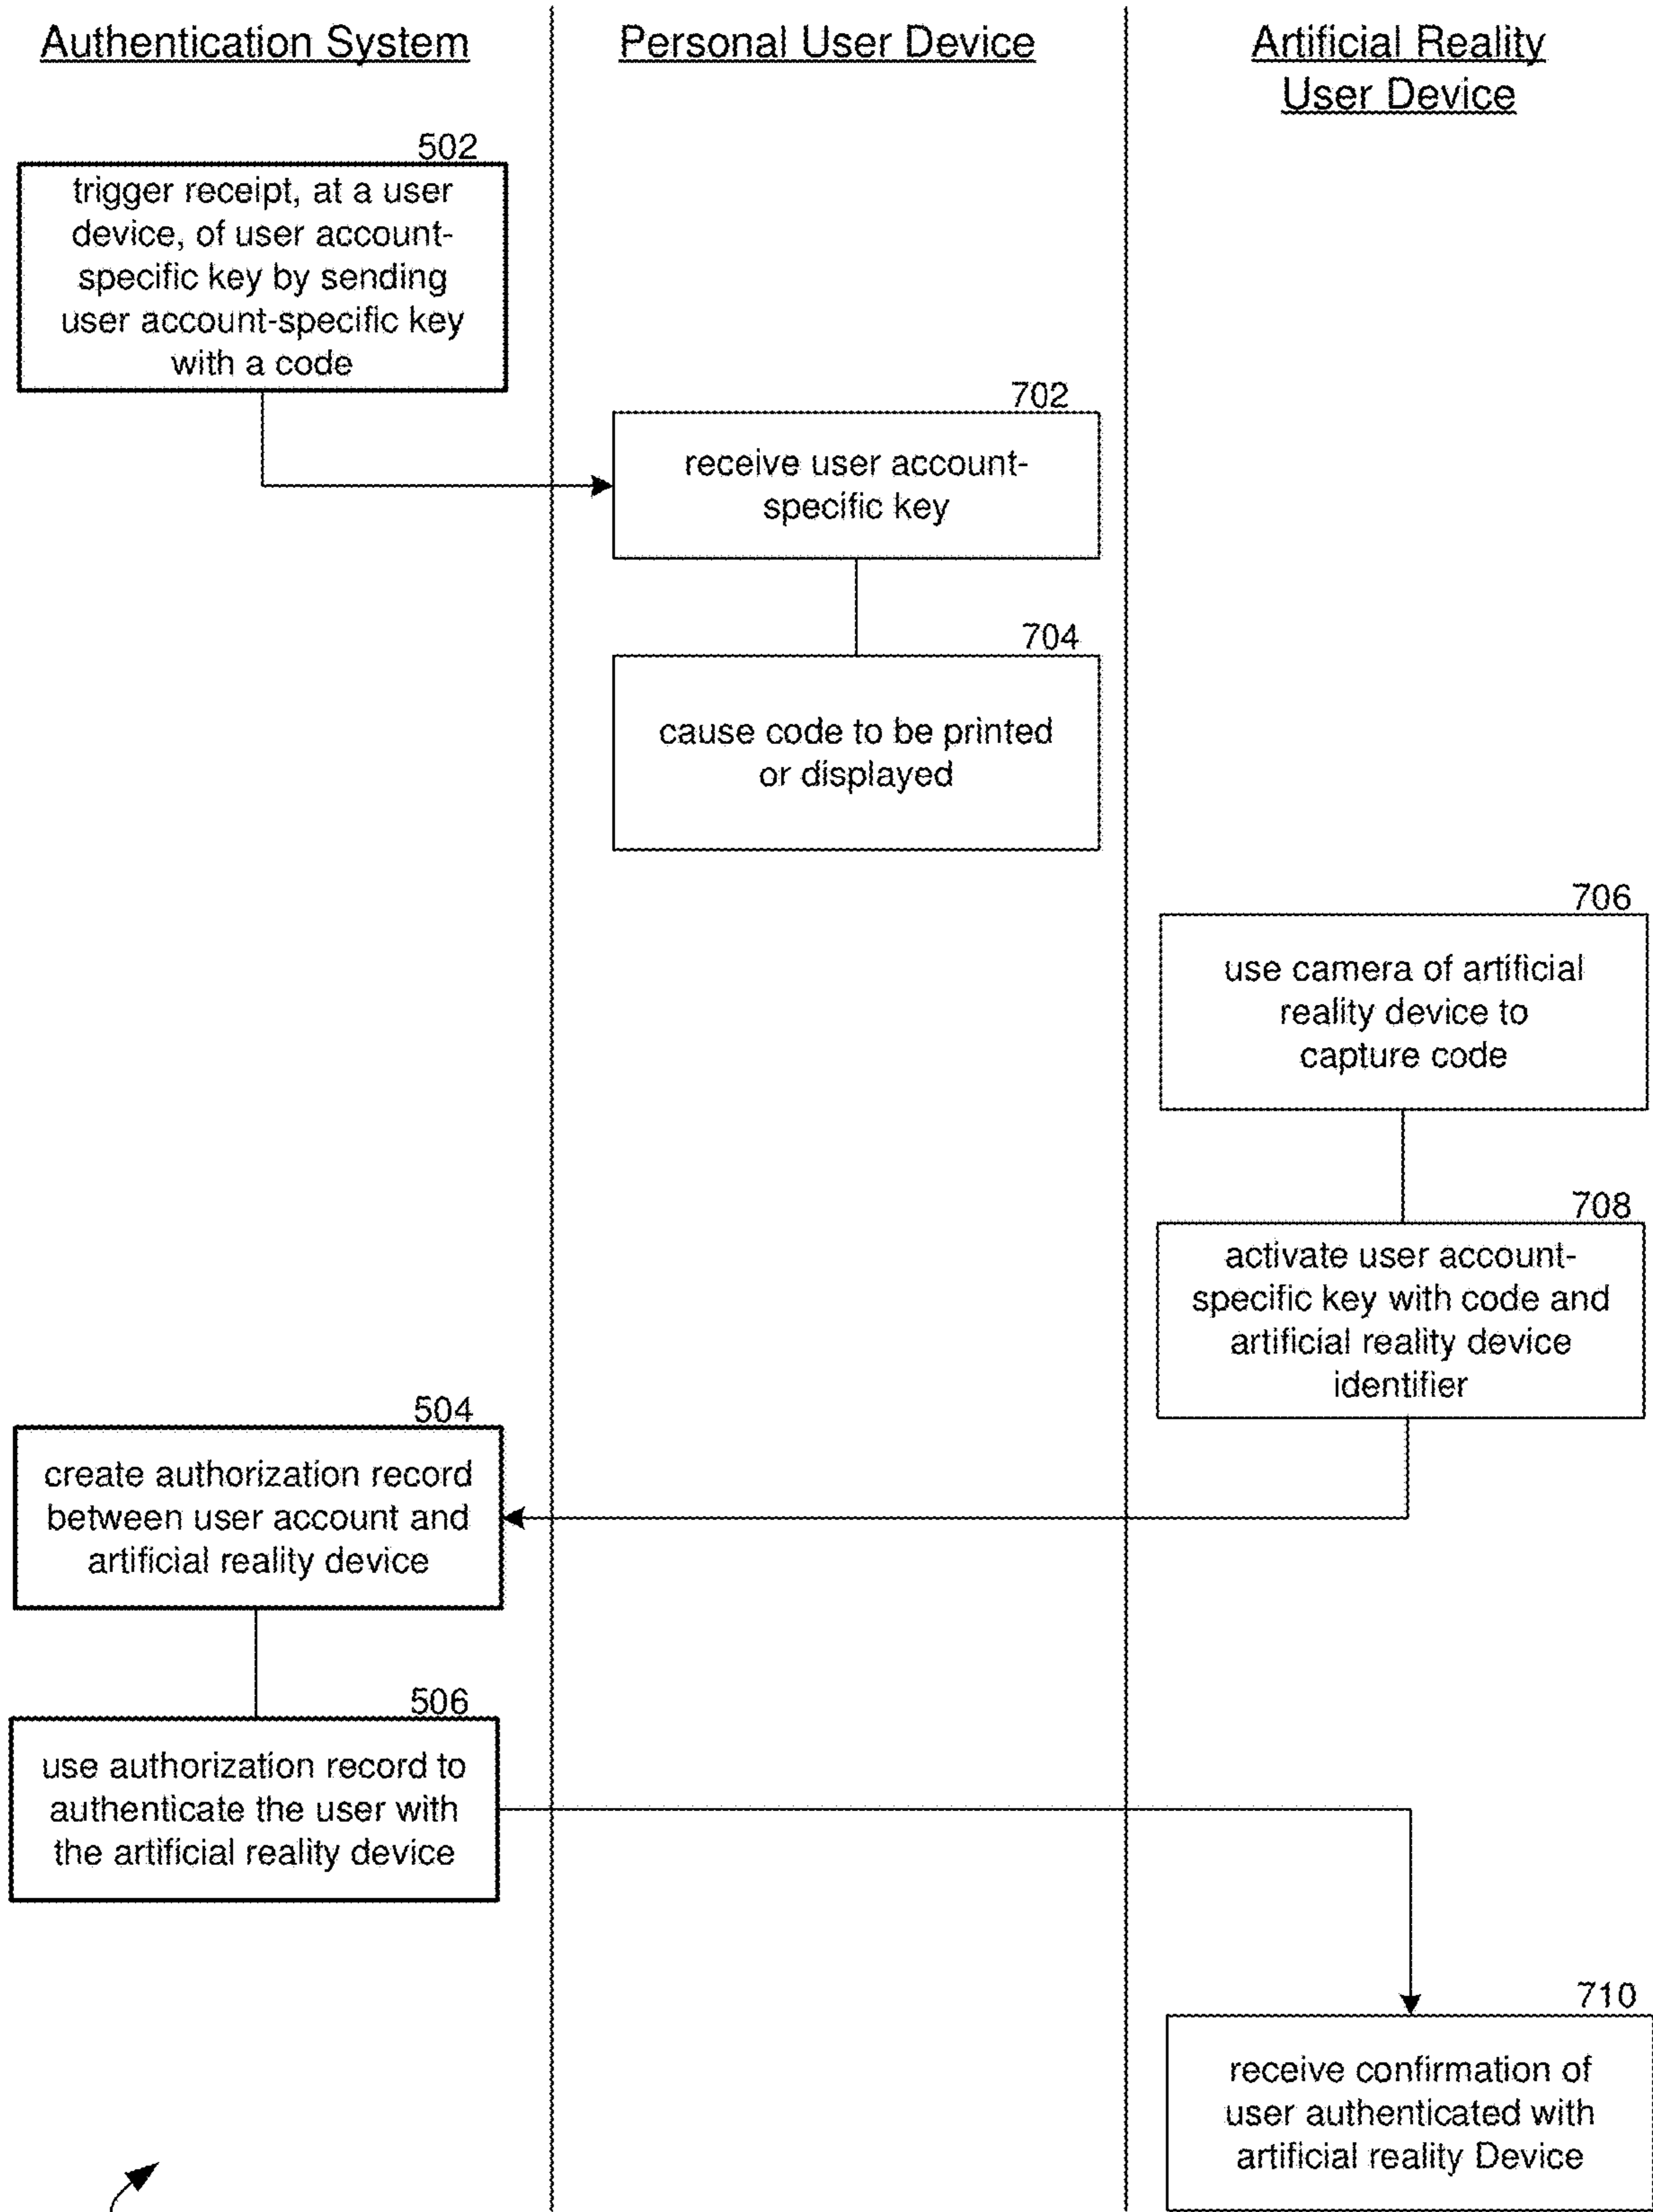 Authentication System
Personal User Device
Artificial Reality
User Device
502
trigger receipt, at a user
device, of user account-
specific key by sending
user account-specific key
with a code
702
receive user account-
specific key
704
cause code to be printed
or displayed
706
use camera of artificial
reality device to
capture code
708
activate user account-
specific key with code and
artificial reality device
identifier
504
create authorization record
between user account and
artificial reality device
506
use authorization record to
authenticate the user with
the artificial reality device
710
receive confirmation of
user authenticated with
artificial reality Device